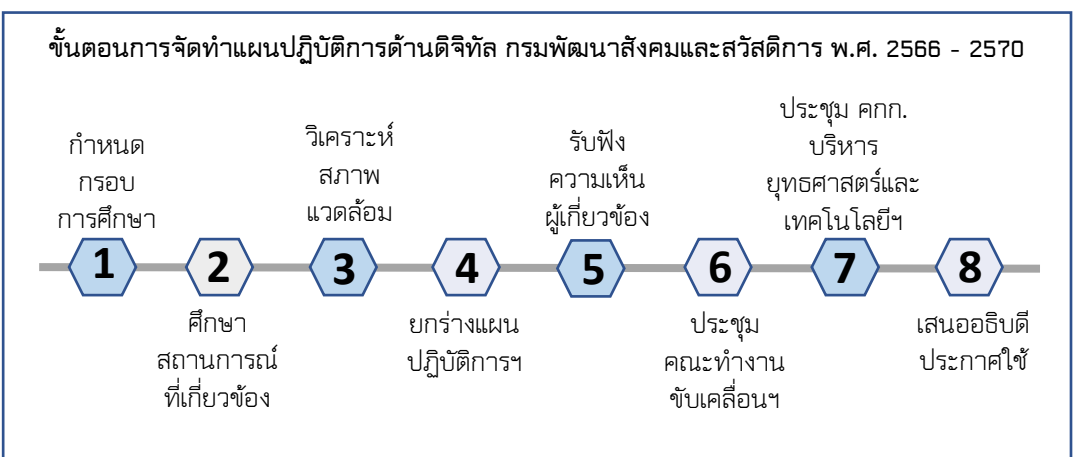 ขั้นตอนการจัดทำแผนปฏิบัติการด้านดิจิทัล กรมพัฒนาสังคมและสวัสดิการ พ.ศ. 2566 - 2570
กำหนด
กรอบ
การศึกษา
1
2
ศึกษา
สถานการณ์
ที่เกี่ยวข้อง
วิเคราะห์
สภาพ
แวดล้อม
3
4
ยกร่างแผน
ปฏิบัติการฯ
รับฟัง
ความเห็น
ผู้เกี่ยวข้อง
5
6
ประชุม
คณะทำงาน
ขับเคลื่อนฯ
ประชุม คกก.
บริหาร
ยุทธศาสตร์และ
เทคโนโลยีฯ
7
8
เสนออธิบดี
ประกาศใช้